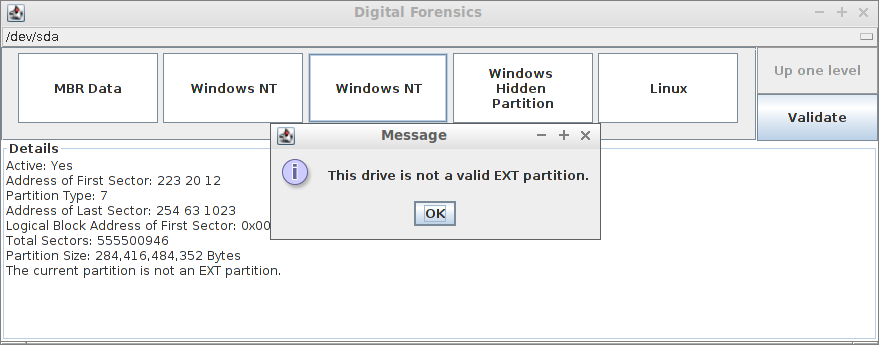 Digital Forensics
/dev/sda
MBR Data
Windows NT
Windows NT
Windows
Hidden
Partition
Linux
Up one level
Validate
Message
This drive is not a valid EXT partition.
OK
Details
Active: Yes
Address of First Sector: 223 20 12
Partition Type: 7
Address of Last Sector: 254 63 1023
Logical Block Address of First Sector: 0x00
Total Sectors: 555500946
Partition Size: 284,416,484,352 Bytes
The current partition is not an EXT partition.